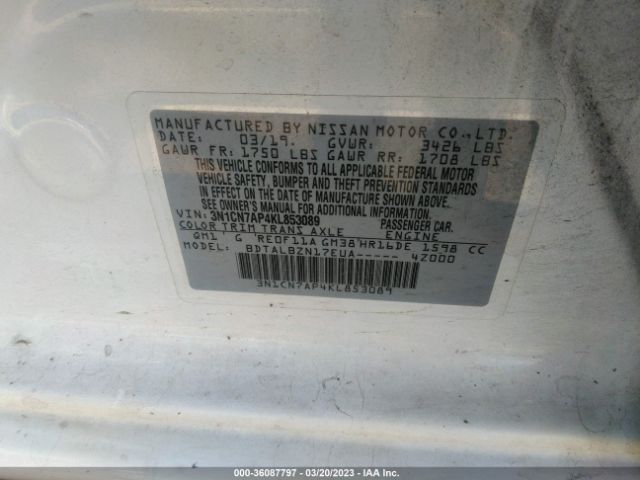 MANUFACTURED BY NISSAN MOTOR CO., LTD.
DATE: 03/19. GVWR: 3426 LBS
GAWR FR: 1750 LBS GAWR RR: 1708 LBS
THIS VEHICLE CONFORMS TO ALL APPLICABLE FEDERAL MOTOR
VEHICLE SAFETY, BUMPER AND THEFT PREVENTION STANDARDS
IN EFFECT ON THE DATE OF MANUFACTURE SHOWN ABOVE.
SEE OWNER'S MANUAL FOR ADDITIONAL INFORMATION.
VIN: 3N1CN7AP4KL853089 PASSENGER CAR.
COLOR TRIM TRANS AXLE ENGINE
QM1 G RE0F11A GM38 HR16DE 1598 CC
MODEL: BDTALBZN17EUA----- 4Z000
3N1CN7AP4KL853089
000-36087797 - 03/20/2023 - IAA Inc.